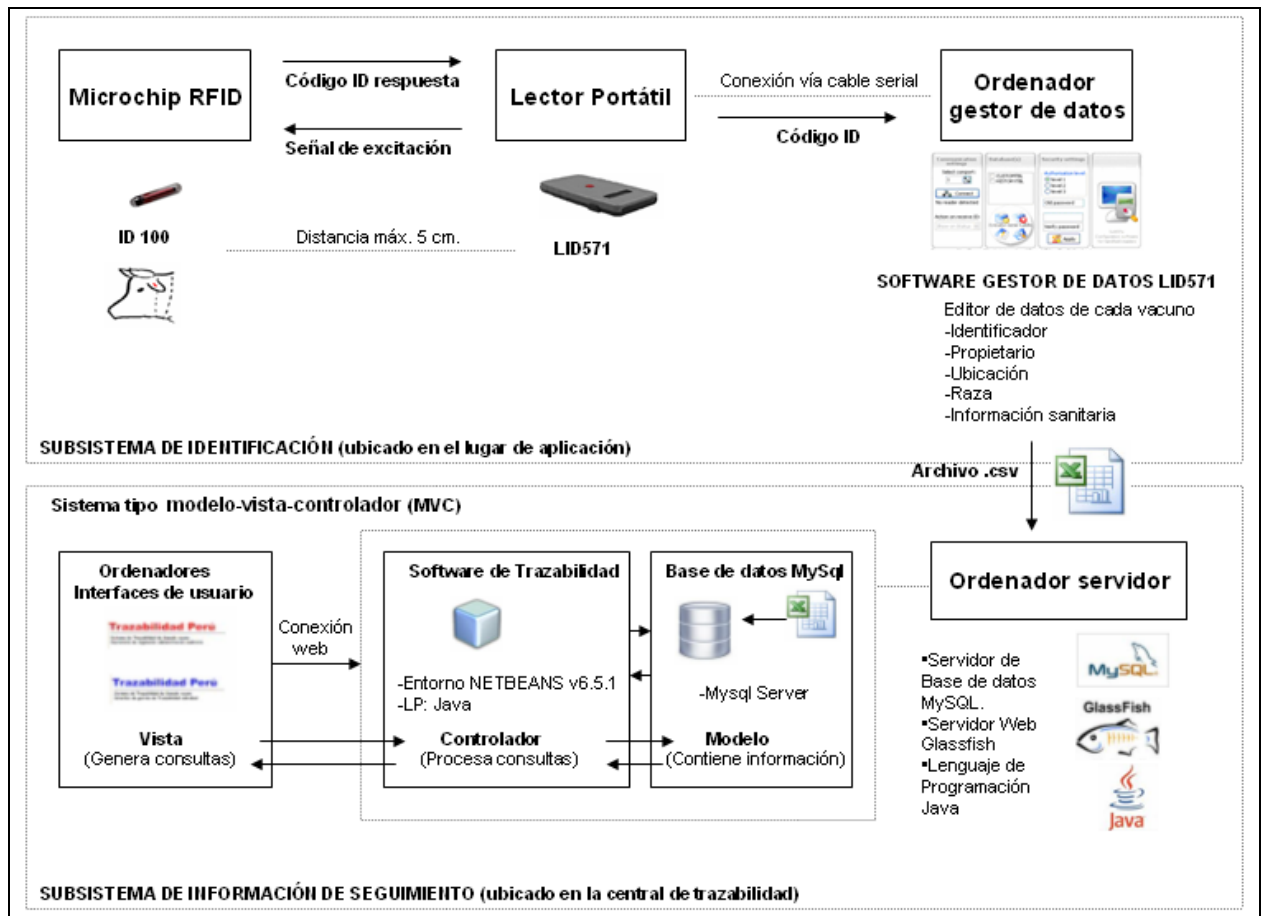 Microchip RFID
Código ID respuesta
Señal de excitación
Lector Portátil
Conexión vía cable serial
Código ID
Ordenador
gestor de datos
ID 100
Distancia máx. 5 cm.
LID571
SOFTWARE GESTOR DE DATOS LID571
Editor de datos de cada vacuno
-Identificador
-Propietario
-Ubicación
-Raza
-Información sanitaria
SUBSISTEMA DE IDENTIFICACIÓN (ubicado en el lugar de aplicación)
Archivo .csv
Sistema tipo modelo-vista-controlador (MVC)
Ordenadores
Interfaces de usuario
Trazabilidad Perú
Trazabilidad Perú
Vista
(Genera consultas)
Conexión
web
Software de Trazabilidad
-Entorno NETBEANS v6.5.1
-LP: Java
Controlador
(Procesa consultas)
Base de datos MySql
-Mysql Server
Modelo
(Contiene información)
Ordenador servidor
▪Servidor de
Base de datos
MySQL.
▪Servidor Web
Glassfish
▪Lenguaje de
Programación
Java
MySQL
GlassFish
Java
SUBSISTEMA DE INFORMACIÓN DE SEGUIMIENTO (ubicado en la central de trazabilidad)